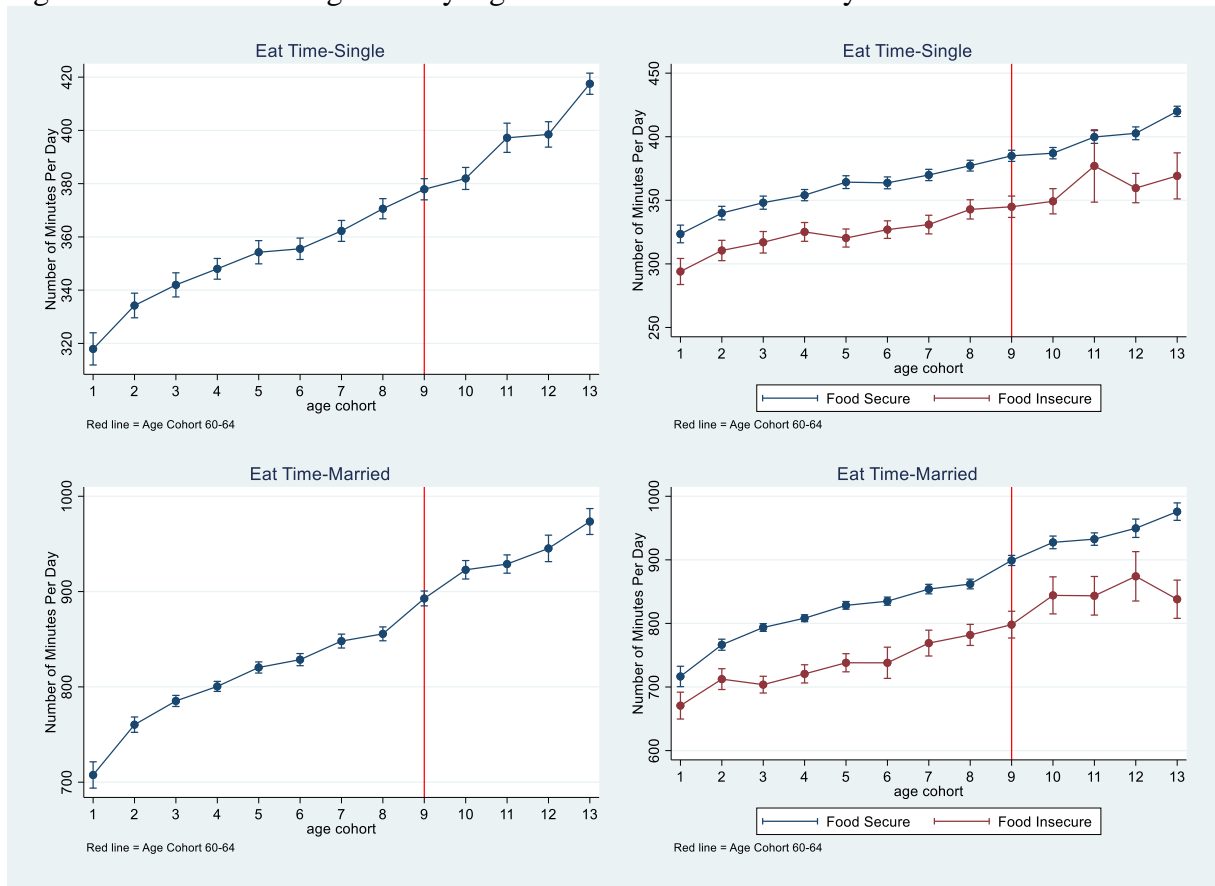 Eat Time-Single
Number of Minutes Per Day
420
400
380
360
340
320
1 2 3 4 5 6 7 8 9 10 11 12 13
age cohort
Red line = Age Cohort 60-64
Eat Time-Single
Number of Minutes Per Day
450
400
350
300
250
1 2 3 4 5 6 7 8 9 10 11 12 13
age cohort
Food Secure Food Insecure
Red line = Age Cohort 60-64
Eat Time-Married
Number of Minutes Per Day
1000
900
800
700
1 2 3 4 5 6 7 8 9 10 11 12 13
age cohort
Red line = Age Cohort 60-64
Eat Time-Married
Number of Minutes Per Day
1000
900
800
700
600
1 2 3 4 5 6 7 8 9 10 11 12 13
age cohort
Food Secure Food Insecure
Red line = Age Cohort 60-64